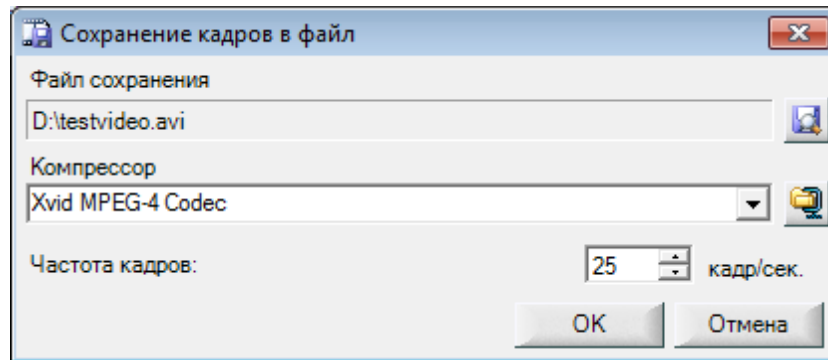 Сохранение кадров в файл
Файл сохранения
D:\testvideo.avi
Компрессор
Xvid MPEG-4 Codec
Частота кадров: 25 кадр/сек.
OK Отмена